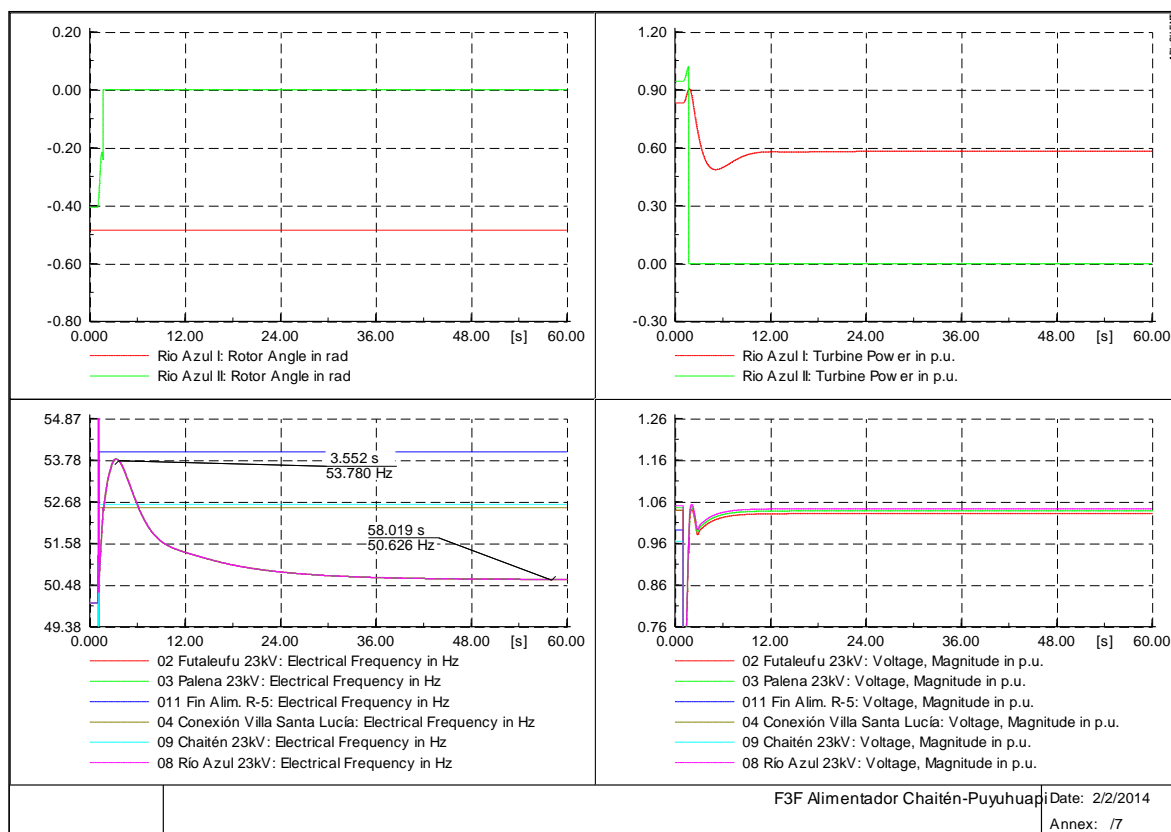 0.20
0.00
-0.20
-0.40
-0.60
-0.80
0.000 12.00 24.00 36.00 48.00 [s] 60.00
Rio Azul I: Rotor Angle in rad
Rio Azul II: Rotor Angle in rad
1.20
0.90
0.60
0.30
0.00
-0.30
0.000 12.00 24.00 36.00 48.00 [s] 60.00
Rio Azul I: Turbine Power in p.u.
Rio Azul II: Turbine Power in p.u.
54.87
53.78
52.68
51.58
50.48
49.38
3.552 s
53.780 Hz
58.019 s
50.626 Hz
0.000 12.00 24.00 36.00 48.00 [s] 60.00
02 Futaleufu 23kV: Electrical Frequency in Hz
03 Palena 23kV: Electrical Frequency in Hz
011 Fin Alim. R-5: Electrical Frequency in Hz
04 Conexión Villa Santa Lucía: Electrical Frequency in Hz
09 Chaitén 23kV: Electrical Frequency in Hz
08 Río Azul 23kV: Electrical Frequency in Hz
1.26
1.16
1.06
0.96
0.86
0.76
0.000 12.00 24.00 36.00 48.00 [s] 60.00
02 Futaleufu 23kV: Voltage, Magnitude in p.u.
03 Palena 23kV: Voltage, Magnitude in p.u.
011 Fin Alim. R-5: Voltage, Magnitude in p.u.
04 Conexión Villa Santa Lucía: Voltage, Magnitude in p.u.
09 Chaitén 23kV: Voltage, Magnitude in p.u.
08 Río Azul 23kV: Voltage, Magnitude in p.u.
F3F Alimentador Chaitén-Puyuhuapi
Date: 2/2/2014
Annex: /7